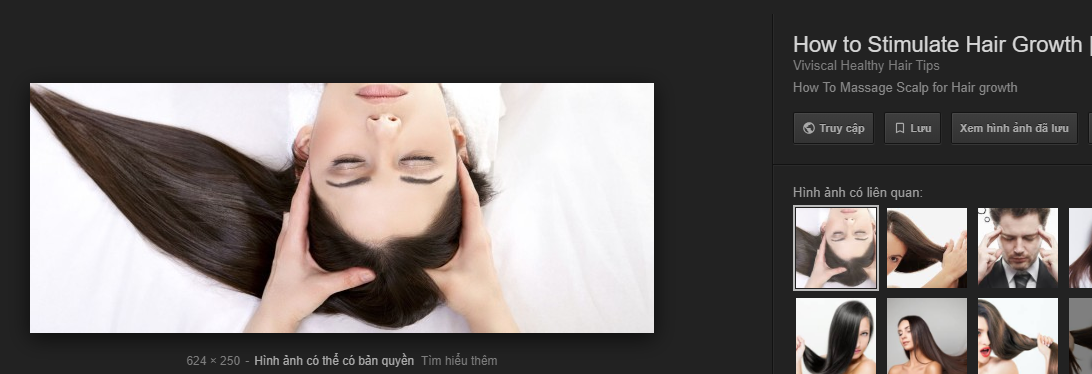 How to Stimulate Hair Growth
Viviscal Healthy Hair Tips
How To Massage Scalp for Hair growth
Truy cập
Lưu
Xem hình ảnh đã lưu
Hình ảnh có liên quan:
624 × 250 - Hình ảnh có thể có bản quyền Tìm hiểu thêm